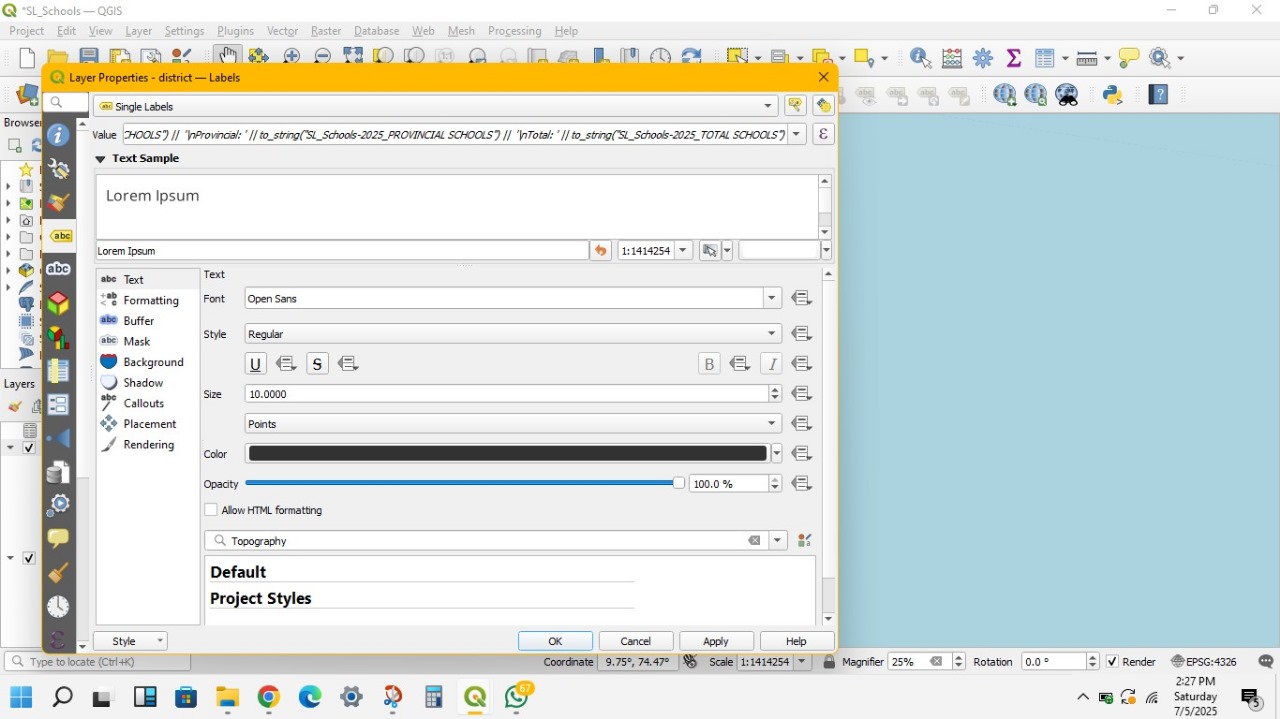 *SL_Schools — QGIS
Project Edit View Layer Settings Plugins Vector Raster Database Web Mesh Processing Help
Layer Properties - district — Labels
Single Labels
Value CHOOLS") // '\nProvincial: ' // to_string("SL_Schools-2025_PROVINCIAL SCHOOLS") // '\nTotal: ' // to_string("SL_Schools-2025_TOTAL SCHOOLS")
Browser
Text Sample
Lorem Ipsum
Lorem Ipsum
1:1414254
Text
Formatting
Buffer
Mask
Background
Shadow
Callouts
Placement
Rendering
Text
Font Open Sans
Style Regular
U S B I
Size 10.0000
Points
Color
Opacity 100.0 %
Allow HTML formatting
Topography
Default
Project Styles
Layers
Style OK Cancel Apply Help
Type to locate (Ctrl+K)
Coordinate 9.75°, 74.47° Scale 1:1414254 Magnifier 25% Rotation 0.0 ° Render EPSG:4326
67
2:27 PM
Saturday
7/5/2025
5